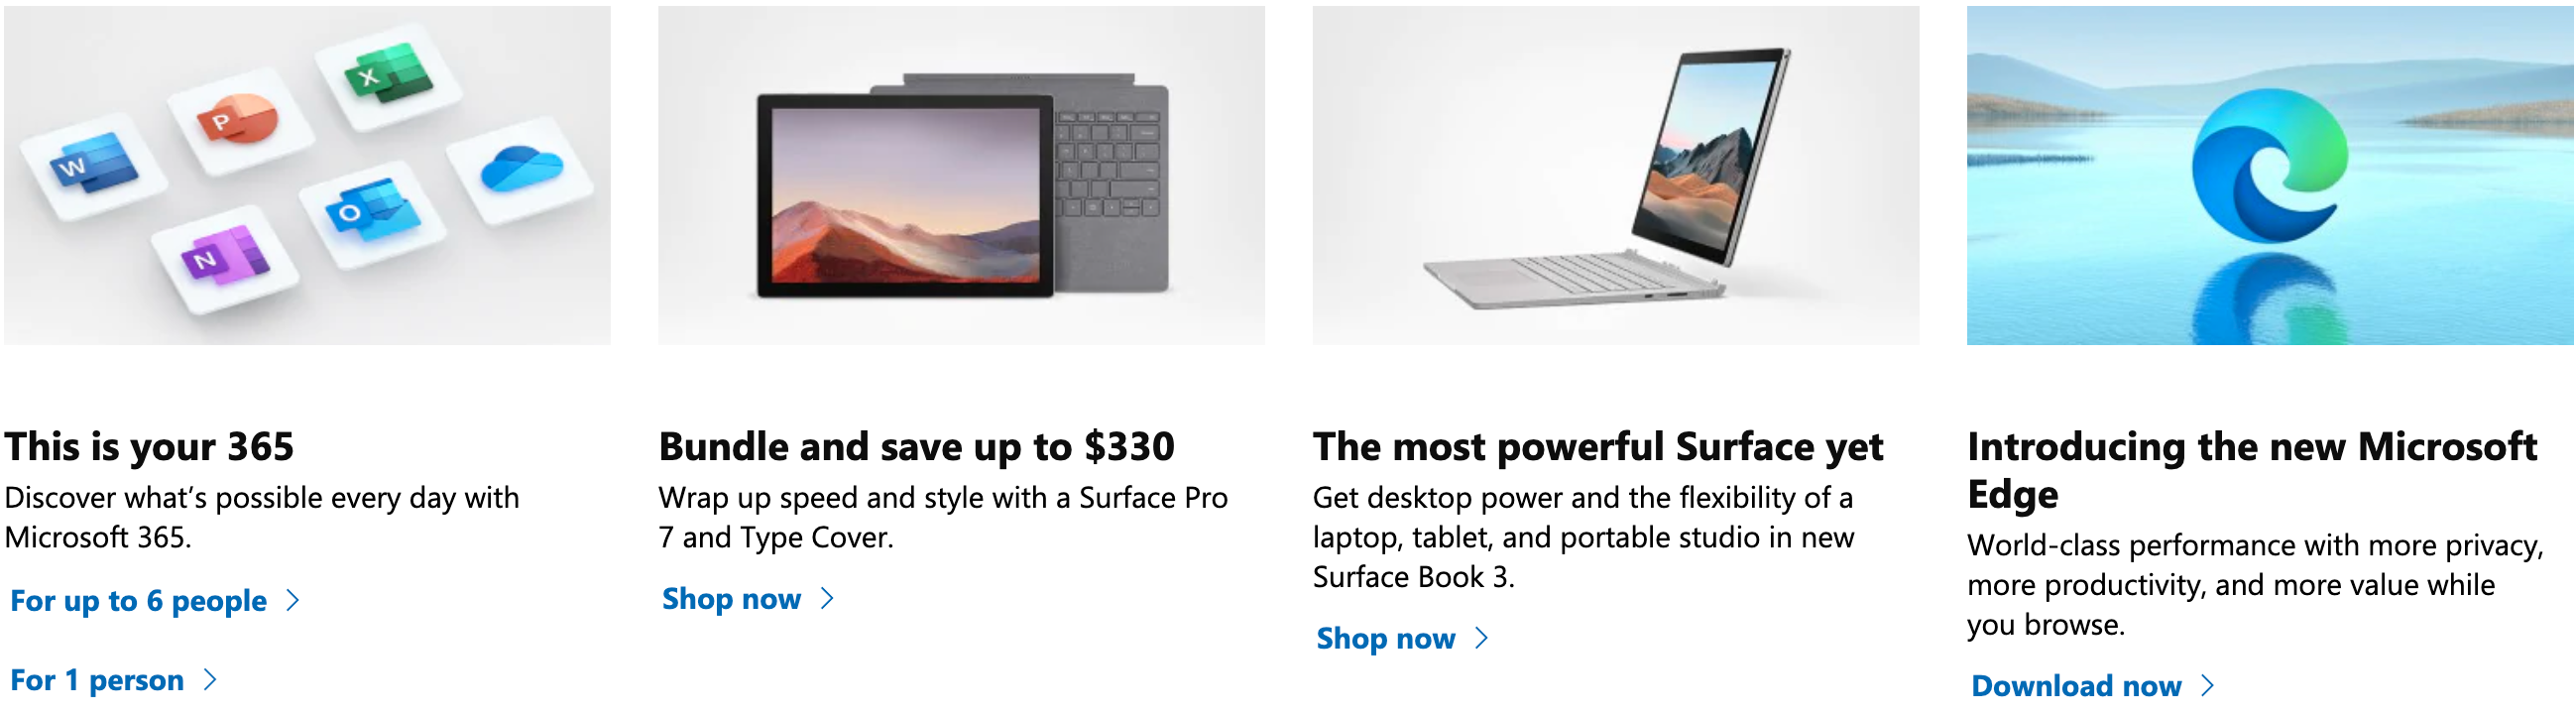 W
P
X
N
O
This is your 365
Discover what’s possible every day with
Microsoft 365.
For up to 6 people
For 1 person
Bundle and save up to $330
Wrap up speed and style with a Surface Pro
7 and Type Cover.
Shop now
The most powerful Surface yet
Get desktop power and the flexibility of a
laptop, tablet, and portable studio in new
Surface Book 3.
Shop now
Introducing the new Microsoft
Edge
World-class performance with more privacy,
more productivity, and more value while
you browse.
Download now